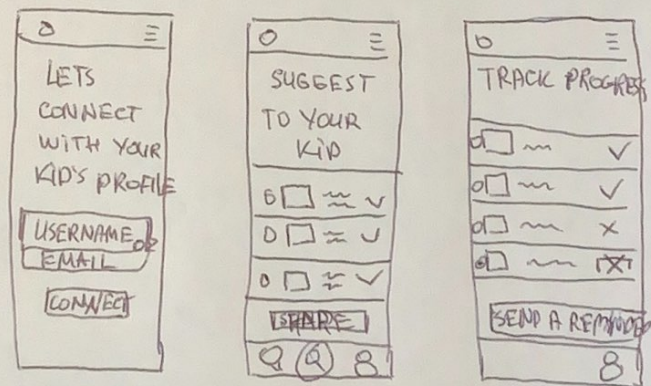 LETS
CONNECT
WITH YOUR
KID'S PROFILE
USERNAME OR
EMAIL
CONNECT
SUGGEST
TO YOUR
KID
SHARE
TRACK PROGRESS
SEND A REMINDER